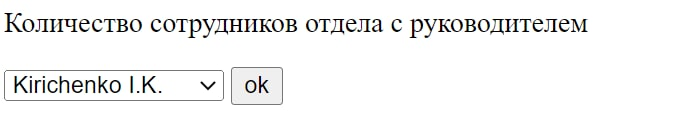 Количество сотрудников отдела с руководителем
Kirichenko I.K. ok